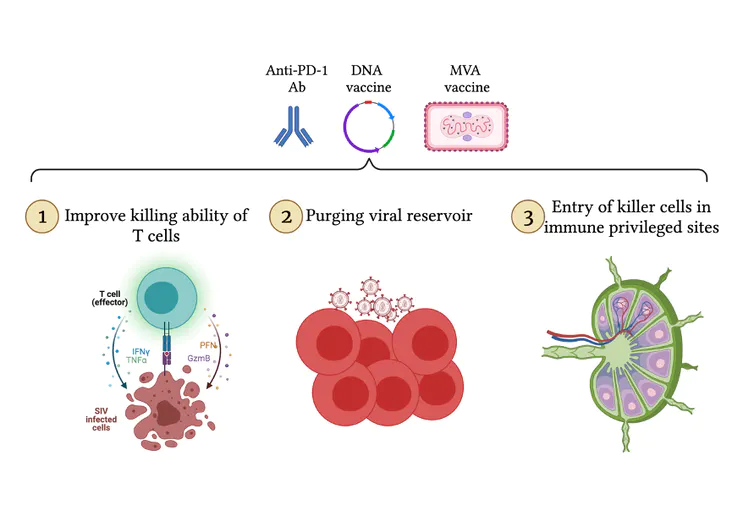 Anti-PD-1
Ab
DNA
vaccine
MVA
vaccine
1
Improve killing ability of
T cells
2
Purging viral reservoir
3
Entry of killer cells in
immune privileged sites
T cell
(effector)
IFNγ
TNFα
PFN
GzmB
SIV
infected
cells